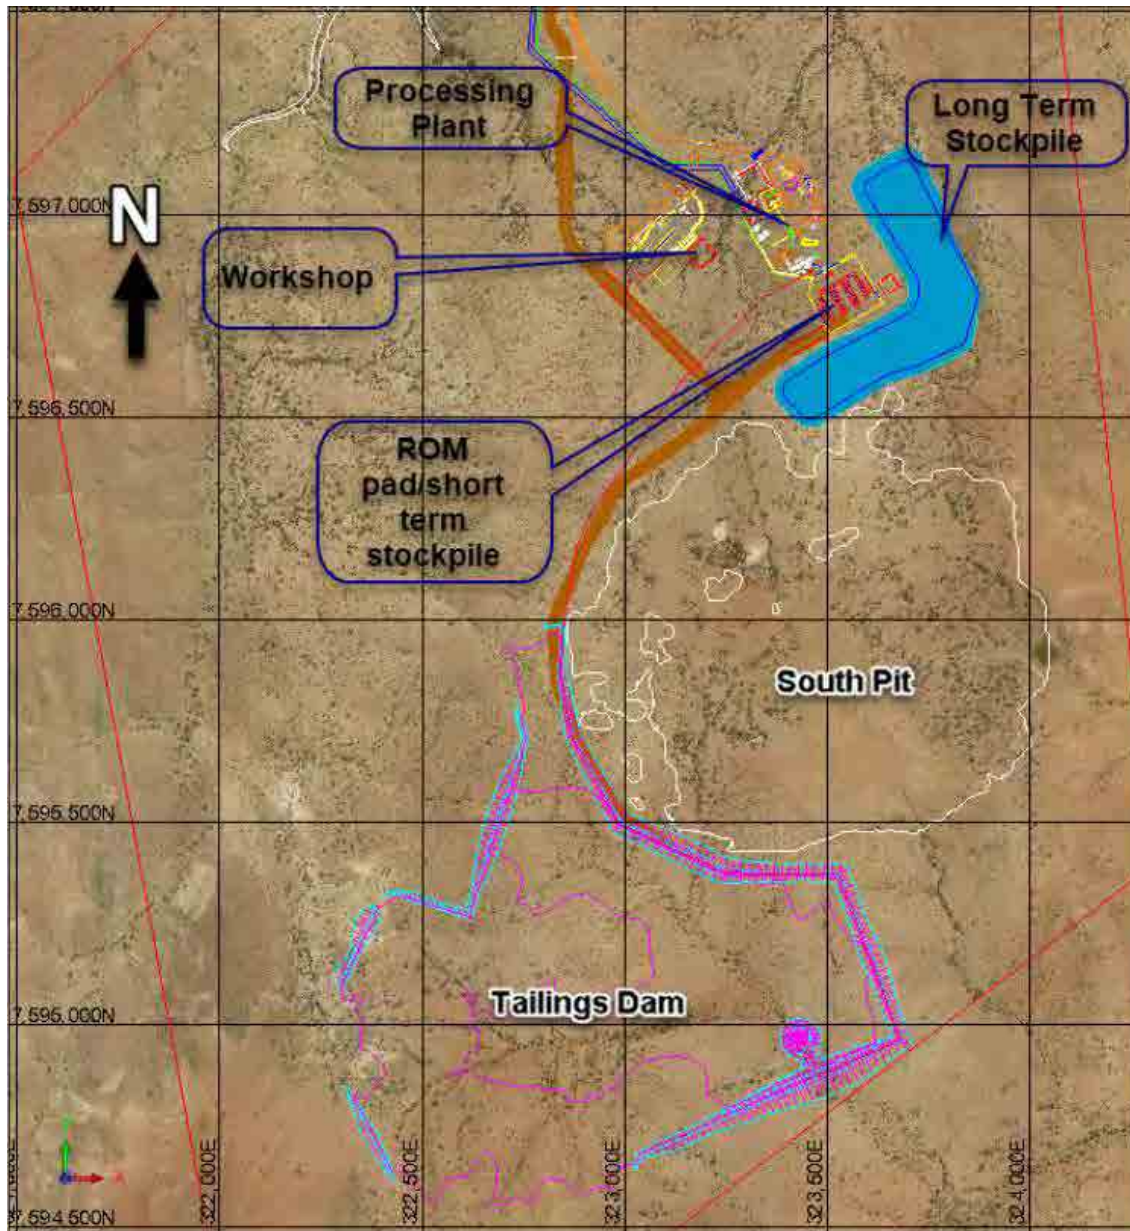 Processing
Plant
Long Term
Stockpile
7,597,000N
N
Workshop
7,596,500N
ROM
pad/short
term
stockpile
7,596,000N
South Pit
7,595,500N
Tailings Dam
7,595,000N
322,000E
322,500E
323,000E
323,500E
324,000E
7,594,500N